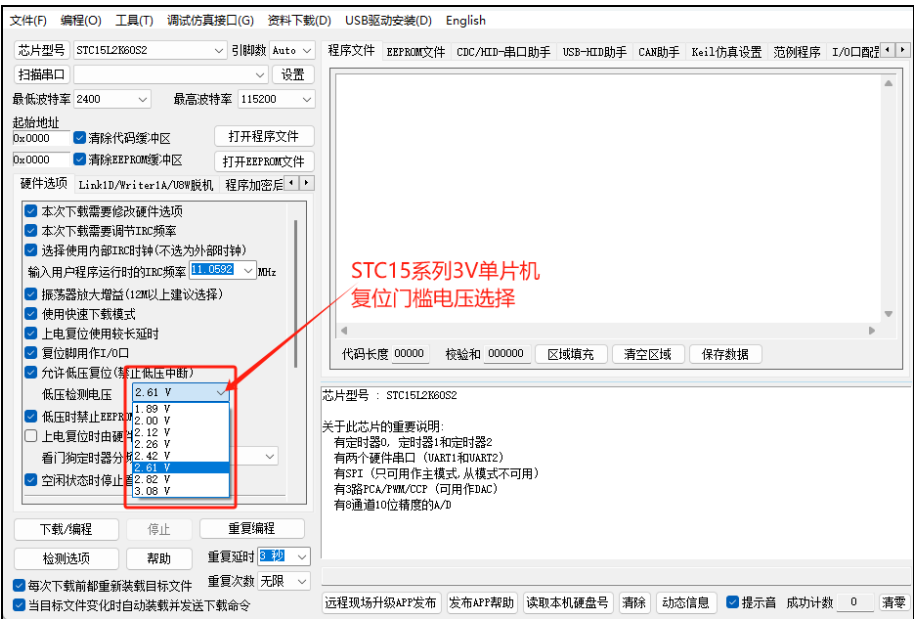 文件(F) 编程(O) 工具(T) 调试仿真接口(G) 资料下载(D) USB驱动安装(D) English
芯片型号 STC15L2K60S2 引脚数 Auto
扫描串口 设置
最低波特率 2400 最高波特率 115200
起始地址
0x0000 清除代码缓冲区 打开程序文件
0x0000 清除EEPROM缓冲区 打开EEPROM文件
硬件选项 Link1D/Writer1A/U8W脱机 程序加密后
本次下载需要修改硬件选项
本次下载需要调节IRC频率
选择使用内部IRC时钟(不选为外部时钟)
输入用户程序运行时的IRC频率 11.0592 MHz
振荡器放大增益(12M以上建议选择)
使用快速下载模式
上电复位使用较长延时
复位脚用作I/O口
允许低压复位(禁止低压中断)
低压检测电压 2.61 V
低压时禁止EEPR
上电复位时由硬
看门狗定时器分
空闲状态时停止
1.89 V
2.00 V
2.12 V
2.26 V
2.42 V
2.61 V
2.82 V
3.08 V
下载/编程 停止 重复编程
检测选项 帮助 重复延时 3 秒
每次下载前都重新装载目标文件 重复次数 无限
当目标文件变化时自动装载并发送下载命令
程序文件 EEPROM文件 CDC/HID-串口助手 USB-HID助手 CAN助手 Keil仿真设置 范例程序 I/O口配
STC15系列3V单片机
复位门槛电压选择
代码长度 00000 校验和 000000 区域填充 清空区域 保存数据
芯片型号 : STC15L2K60S2
关于此芯片的重要说明:
有定时器0, 定时器1和定时器2
有两个硬件串口 (UART1和UART2)
有SPI (只可用作主模式,从模式不可用)
有3路PCA/PWM/CCP (可用作DAC)
有8通道10位精度的A/D
远程现场升级APP发布 发布APP帮助 读取本机硬盘号 清除 动态信息 提示音 成功计数 0 清零